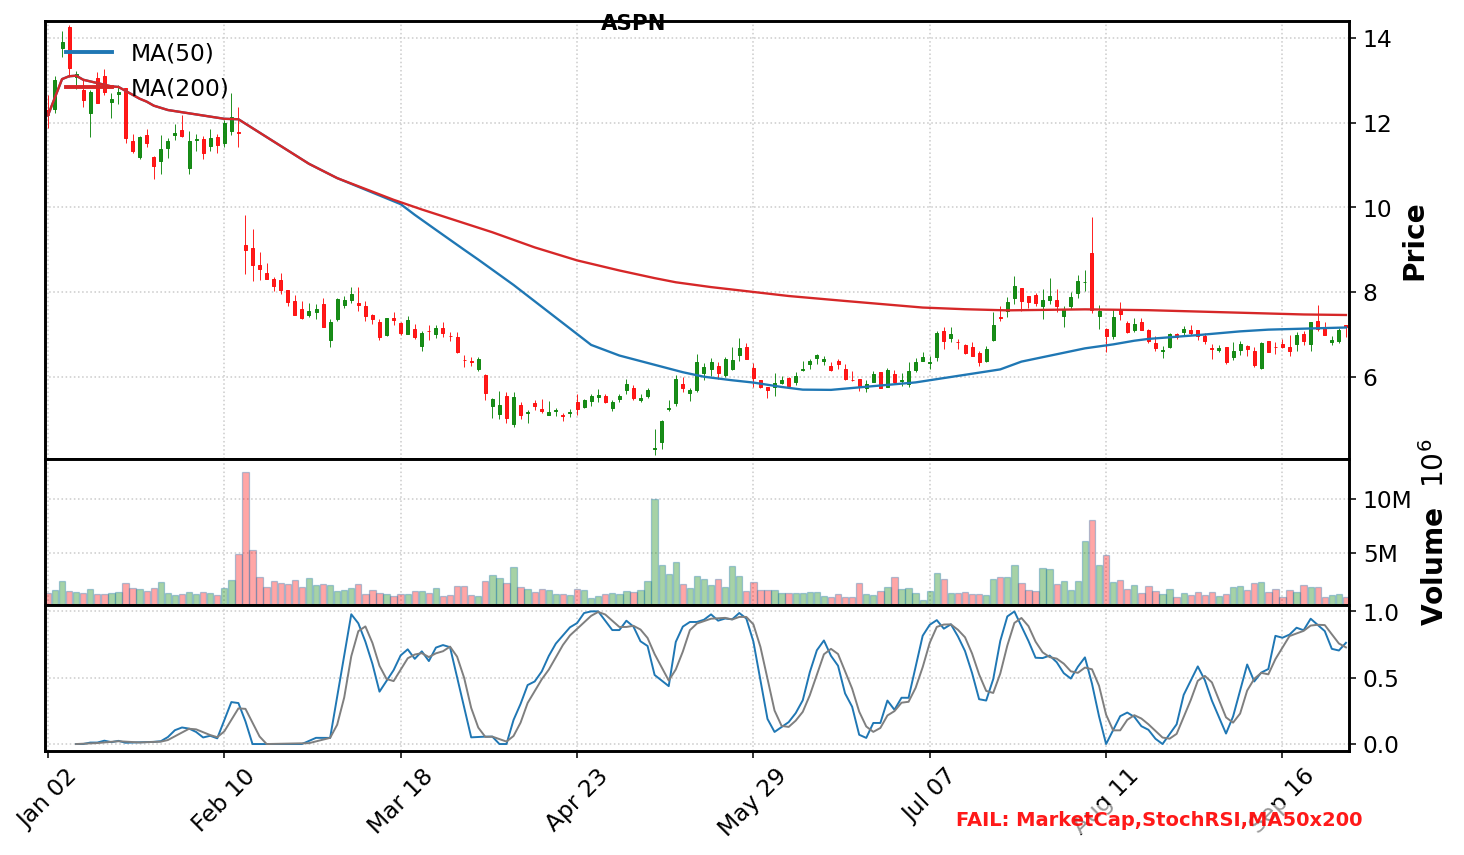 ASPN
MA(50)
MA(200)
14
12
10
8
6
Price
10M
5M
Volume 10^6
1.0
0.5
0.0
Jan 02
Feb 10
Mar 18
Apr 23
May 29
Jul 07
Aug 11
Sep 16
FAIL: MarketCap,StochRSI,MA50x200